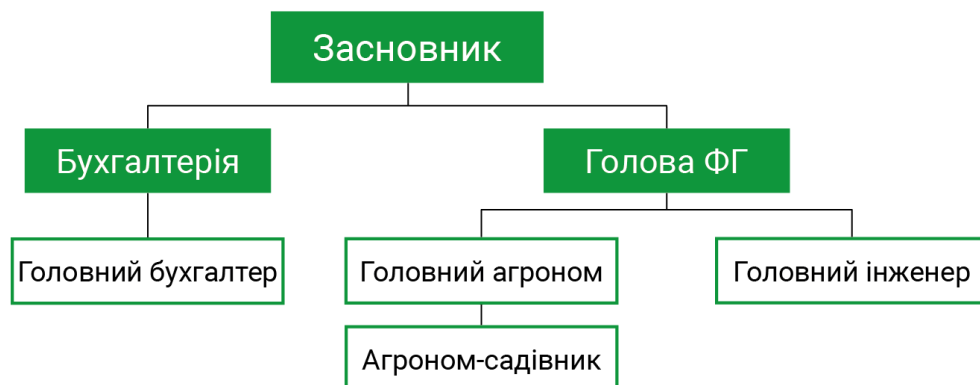 Засновник
Бухгалтерія
Голова ФГ
Головний бухгалтер
Головний агроном
Головний інженер
Агроном-садівник